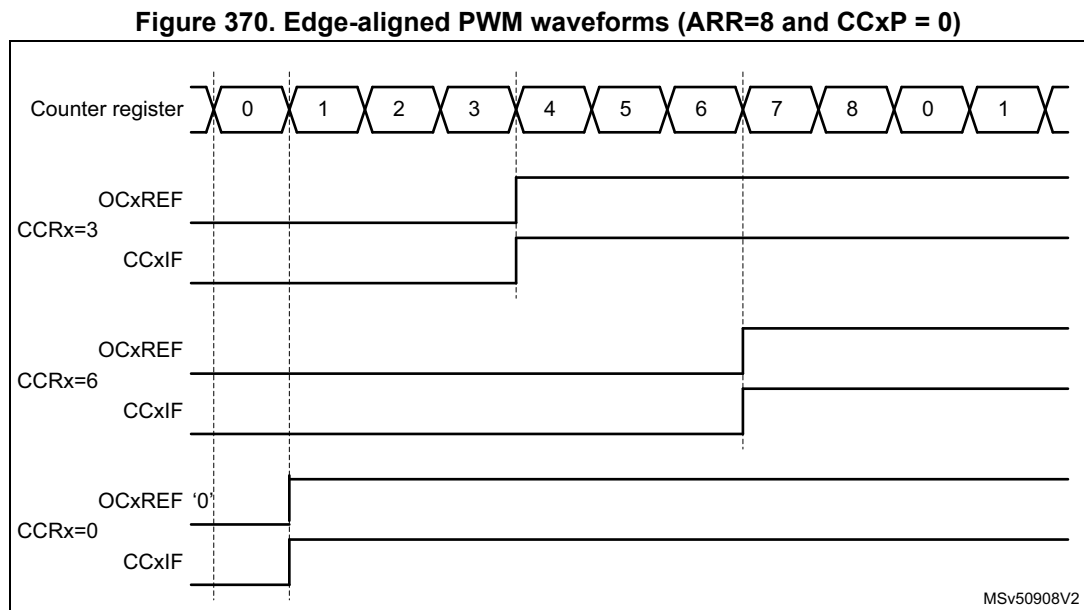 Figure 370. Edge-aligned PWM waveforms (ARR=8 and CCxP = 0)
Counter register 0 1 2 3 4 5 6 7 8 0 1
OCxREF
CCRx=3
CCxIF
OCxREF
CCRx=6
CCxIF
OCxREF ‘0’
CCRx=0
CCxIF
MSv50908V2